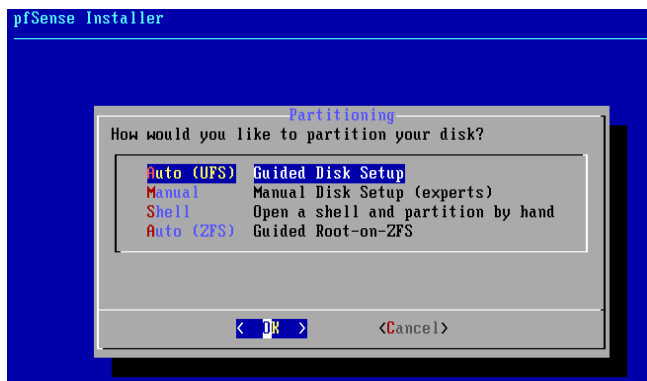 pfSense Installer
Partitioning
How would you like to partition your disk?
Auto (UFS) Guided Disk Setup
Manual Manual Disk Setup (experts)
Shell Open a shell and partition by hand
Auto (ZFS) Guided Root-on-ZFS
< OK > <Cancel>